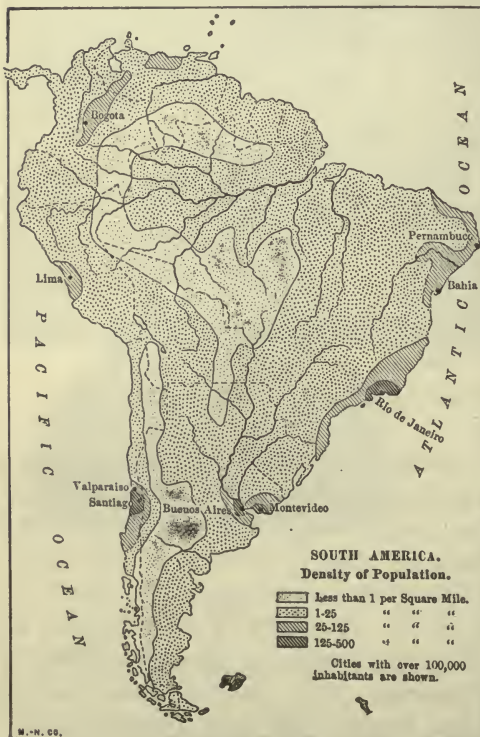 Bogota
Lima
Pernambuco
Bahia
Rio de Janeiro
Valparaiso
Santiag
Buenos Aires
Montevideo
PACIFIC OCEAN
ATLANTIC OCEAN
SOUTH AMERICA.
Density of Population.
Less than 1 per Square Mile.
1-25 " " "
25-125 " " "
125-500 " " "
Cities with over 100,000
inhabitants are shown.
M.-N. CO.